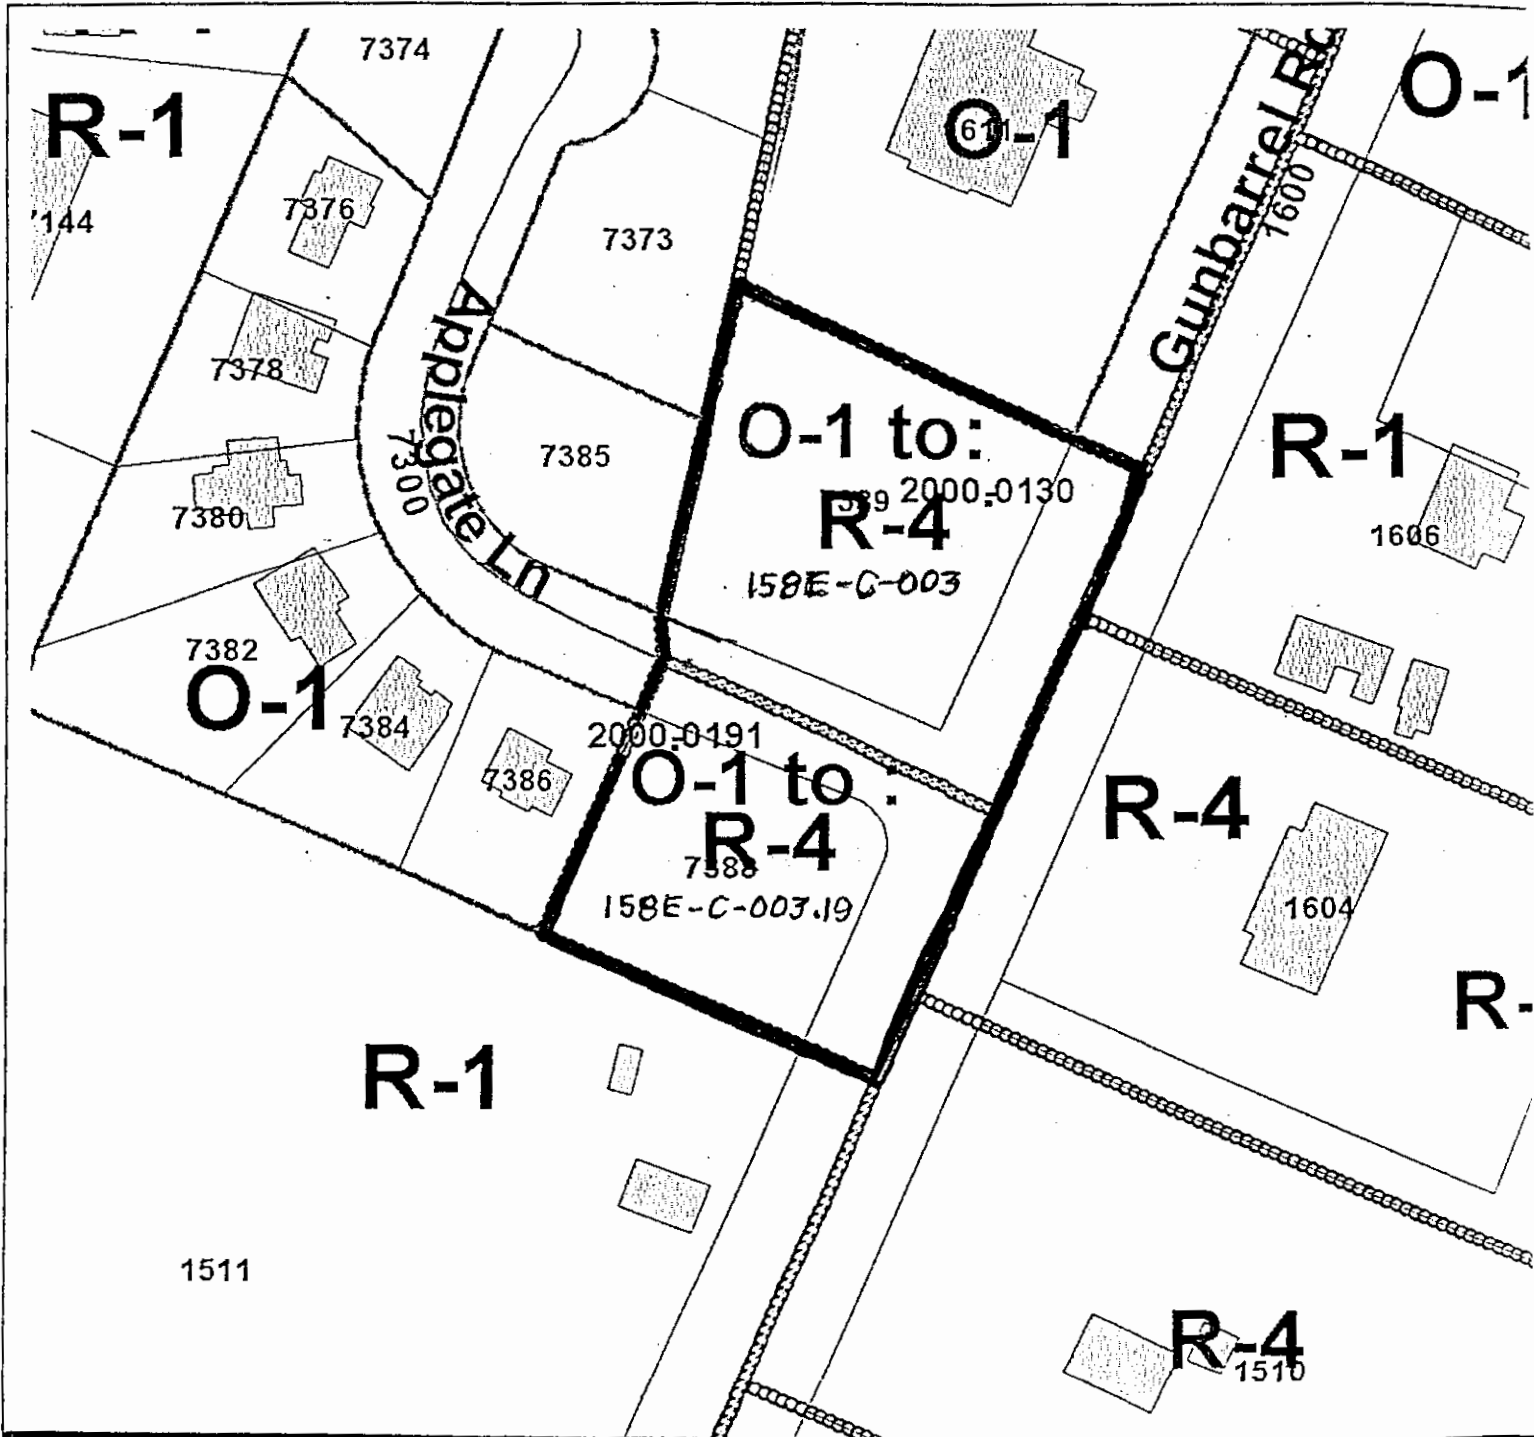 7374
R-1
O-1
O-1
611
Gunbarrel Rd
1600
7144
7376
7373
7378
Applegate Ln
7300
7385
O-1 to:
2000-0130
R-4
158E-C-003
R-1
1606
7380
7382
O-1
7384
7386
2000-0191
O-1 to :
R-4
7388
158E-C-003.19
R-4
1604
R-
R-1
1511
R-4
1510